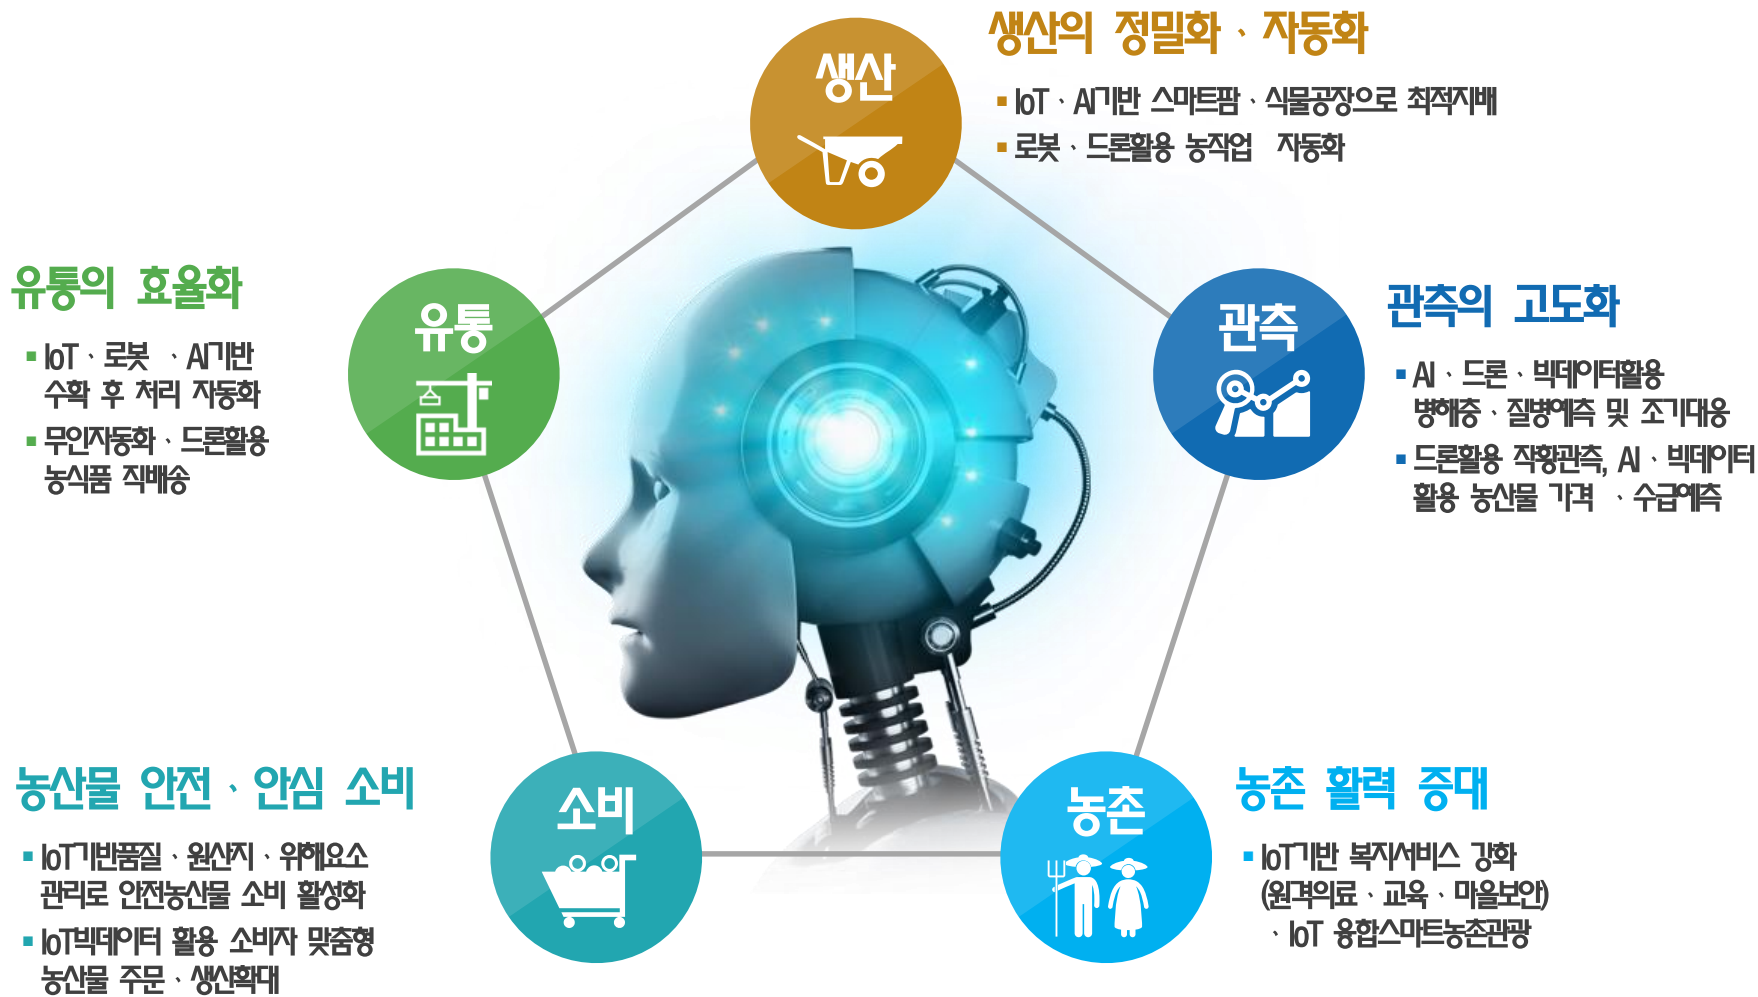 생산
생산의 정밀화 · 자동화
▪ IoT · AI기반 스마트팜 · 식물공장으로 최적지배
▪ 로봇 · 드론활용 농작업 자동화
유통
유통의 효율화
▪ IoT · 로봇 · AI기반
수확 후 처리 자동화
▪ 무인자동화 · 드론활용
농식품 직배송
관측
관측의 고도화
▪ AI · 드론 · 빅데이터활용
병해충 · 질병예측 및 조기대응
▪ 드론활용 작황관측, AI · 빅데이터
활용 농산물 가격 · 수급예측
소비
농산물 안전 · 안심 소비
▪ IoT기반품질 · 원산지 · 위해요소
관리로 안전농산물 소비 활성화
▪ IoT빅데이터 활용 소비자 맞춤형
농산물 주문 · 생산확대
농촌
농촌 활력 증대
▪ IoT기반 복지서비스 강화
(원격의료 · 교육 · 마을보안)
· IoT 융합스마트농촌관광